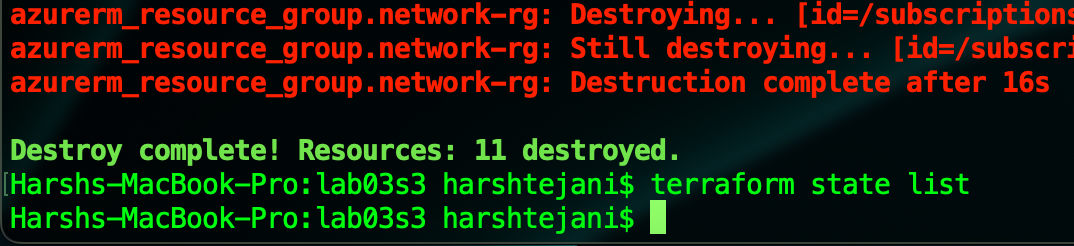 azurerm_resource_group.network-rg: Destroying... [id=/subscriptions
azurerm_resource_group.network-rg: Still destroying... [id=/subscri
azurerm_resource_group.network-rg: Destruction complete after 16s
Destroy complete! Resources: 11 destroyed.
[Harshs-MacBook-Pro:lab03s3 harshtejani$ terraform state list
Harshs-MacBook-Pro:lab03s3 harshtejani$